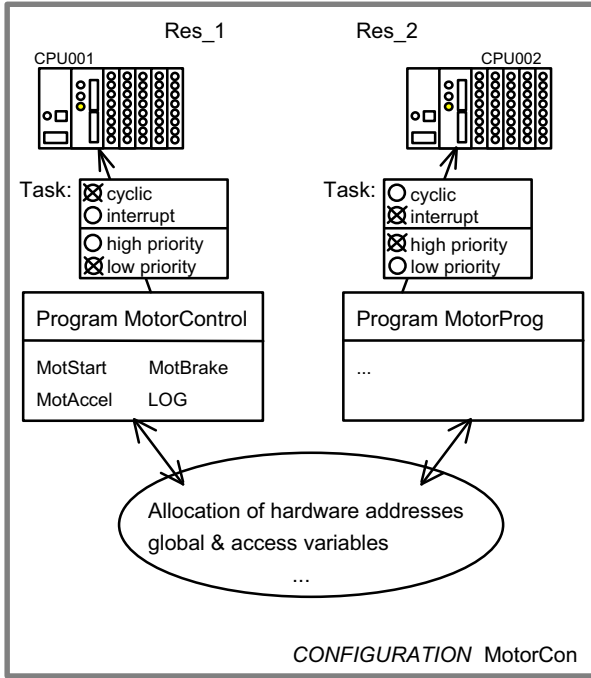 Res_1 Res_2
CPU001 CPU002
Task: cyclic
interrupt
high priority
low priority
Task: cyclic
interrupt
high priority
low priority
Program MotorControl
MotStart MotBrake
MotAccel LOG
Program MotorProg
...
Allocation of hardware addresses
global & access variables
...
CONFIGURATION MotorCon